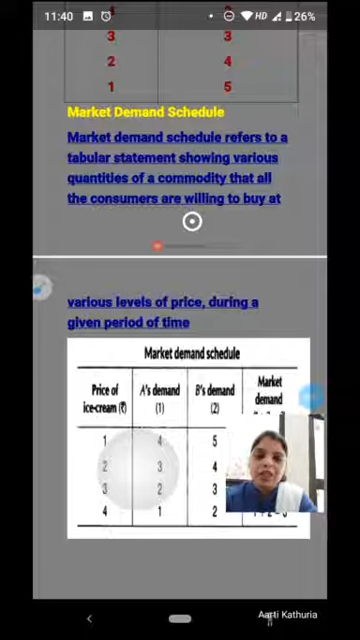 11:40
HD
26%
3 3
2 4
1 5
Market Demand Schedule
Market demand schedule refers to a
tabular statement showing various
quantities of a commodity that all
the consumers are willing to buy at
various levels of price, during a
given period of time
Market demand schedule
Price of ice-cream (₹) A's demand (1) B's demand (2) Market demand
1 4 5
2 3 4
3 2 3
4 1 2
Aarti Kathuria